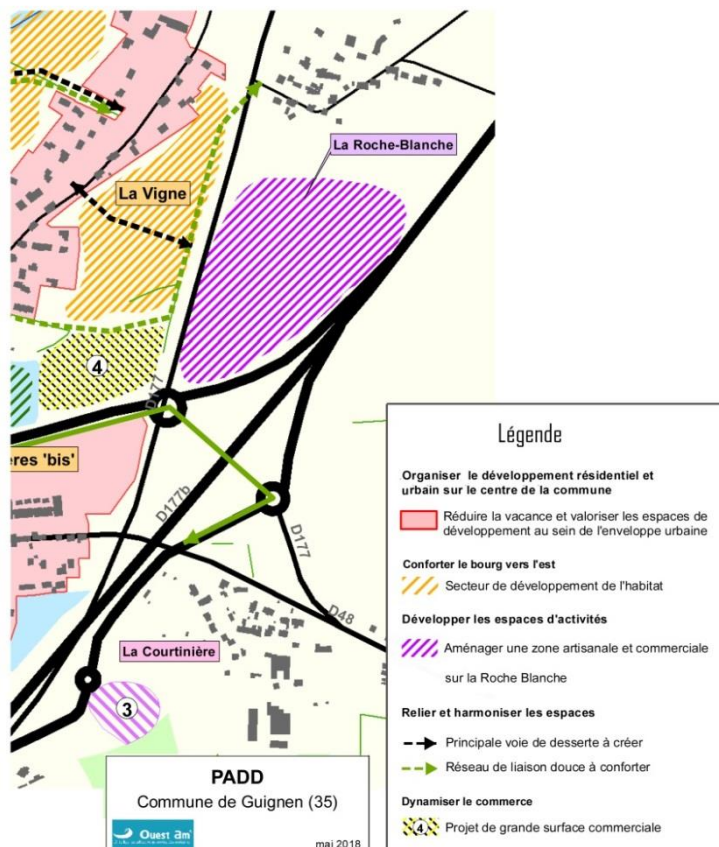 La Roche-Blanche
La Vigne
4
D177
ères 'bis'
D177b
D177
D48
La Courtinière
3
PADD
Commune de Guignen (35)
Ouest am'
mai 2018
Légende
Organiser le développement résidentiel et
urbain sur le centre de la commune
Réduire la vacance et valoriser les espaces de
développement au sein de l'enveloppe urbaine
Conforter le bourg vers l'est
Secteur de développement de l'habitat
Développer les espaces d'activités
Aménager une zone artisanale et commerciale
sur la Roche Blanche
Relier et harmoniser les espaces
Principale voie de desserte à créer
Réseau de liaison douce à conforter
Dynamiser le commerce
4 Projet de grande surface commerciale